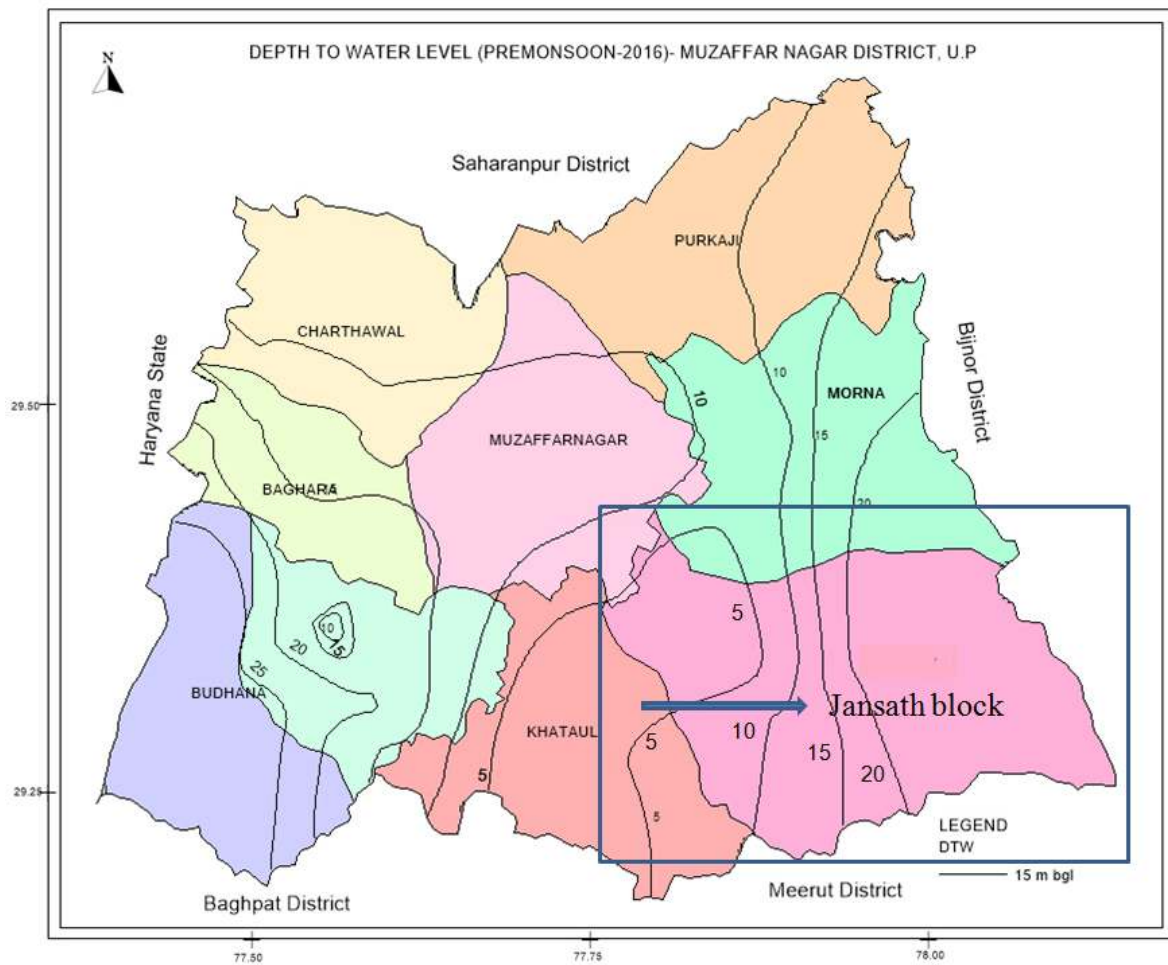 DEPTH TO WATER LEVEL (PREMONSOON-2016)- MUZAFFAR NAGAR DISTRICT, U.P
N
Saharanpur District
PURKAJI
CHARTHAWAL
Haryana State
Bijnor District
29.50
10
10
MORNA
10
15
MUZAFFARNAGAR
BAGHARA
20
5
10
15
20
25
BUDHANA
KHATAUL
Jansath block
5
10
15
20
5
5
29.25
LEGEND
DTW
15 m bgl
Baghpat District
Meerut District
77.50
77.75
78.00